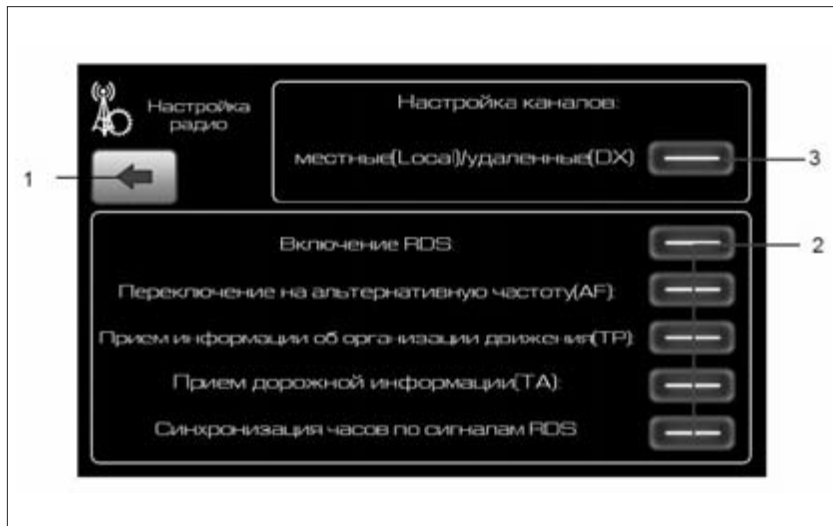 Настройка
радио
Настройка каналов:
местные(Local)/удаленные(DX)
1
3
Включение RDS:
2
Переключение на альтернативную частоту(AF):
Прием информации об организации движения(TP):
Прием дорожной информации(TA):
Синхронизация часов по сигналам RDS: